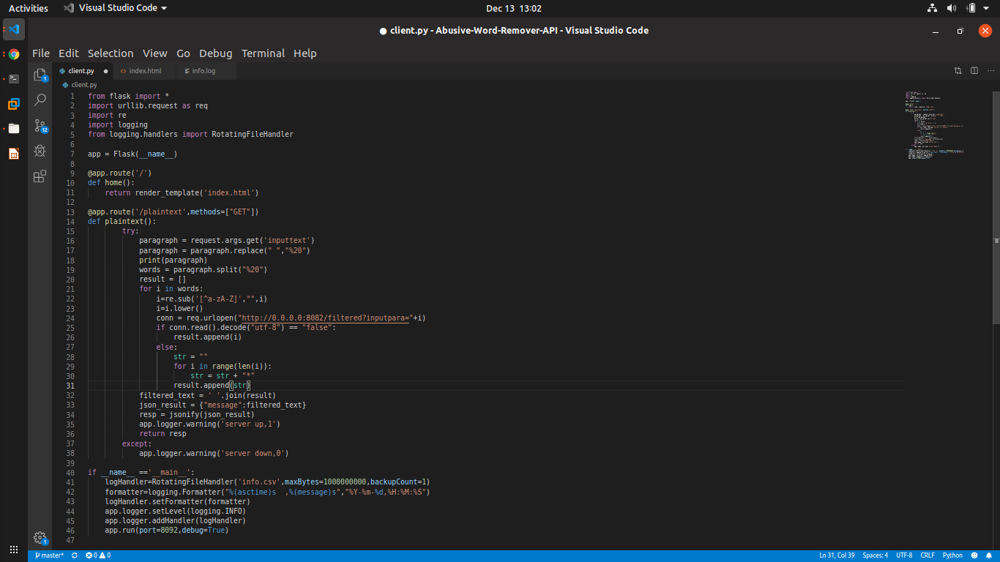 Activities Visual Studio Code Dec 13 13:02
● client.py - Abusive-Word-Remover-API - Visual Studio Code
File Edit Selection View Go Debug Terminal Help
client.py ● index.html info.log
client.py
1 from flask import *
2 import urllib.request as req
3 import re
4 import logging
5 from logging.handlers import RotatingFileHandler
6
7 app = Flask(__name__)
8
9 @app.route('/')
10 def home():
11     return render_template('index.html')
12
13 @app.route('/plaintext',methods=["GET"])
14 def plaintext():
15         try:
16             paragraph = request.args.get('inputtext')
17             paragraph = paragraph.replace(" ","%20")
18             print(paragraph)
19             words = paragraph.split("%20")
20             result = []
21             for i in words:
22                 i=re.sub('[^a-zA-Z]',"",i)
23                 i=i.lower()
24                 conn = req.urlopen("http://0.0.0.0:8082/filtered?inputpara="+i)
25                 if conn.read().decode("utf-8") == "false":
26                     result.append(i)
27                 else:
28                     str = ""
29                     for i in range(len(i)):
30                         str = str + "*"
31                     result.append(str)
32             filtered_text = ' '.join(result)
33             json_result = {"message":filtered_text}
34             resp = jsonify(json_result)
35             app.logger.warning('server up,1')
36             return resp
37         except:
38             app.logger.warning('server down,0')
39
40 if __name__ =='__main__':
41     logHandler=RotatingFileHandler('info.csv',maxBytes=1000000000,backupCount=1)
42     formatter=logging.Formatter("%(asctime)s  ,%(message)s","%Y-%m-%d,%H:%M:%S")
43     logHandler.setFormatter(formatter)
44     app.logger.setLevel(logging.INFO)
45     app.logger.addHandler(logHandler)
46     app.run(port=8092,debug=True)
47
1
12
1
master* 0 0 Ln 31, Col 39 Spaces: 4 UTF-8 CRLF Python